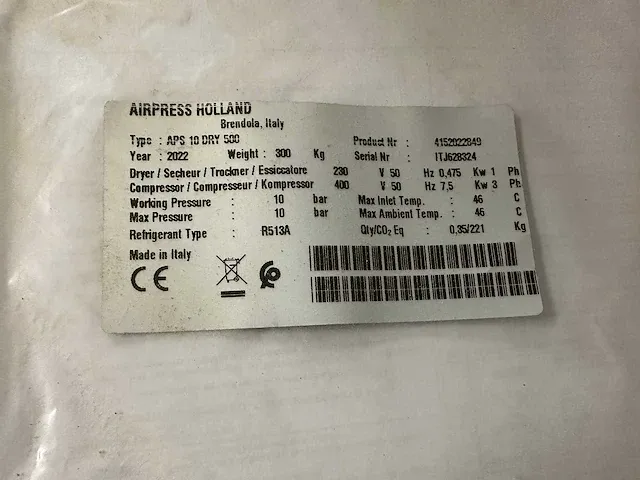 AIRPRESS HOLLAND
Brendola, Italy
Type : APS 10 DRY 500 Product Nr : 4152022849
Year : 2022 Weight : 300 Kg Serial Nr : ITJ628324
Dryer / Secheur / Trockner / Essiccatore 230 V 50 Hz 0,475 Kw 1 Ph
Compressor / Compresseur / Kompressor 400 V 50 Hz 7,5 Kw 3 Ph
Working Pressure : 10 bar Max Inlet Temp. : 46 C
Max Pressure : 10 bar Max Ambient Temp. : 46 C
Refrigerant Type : R513A Qty/CO2 Eq : 0,35/221 Kg
Made in Italy
CE